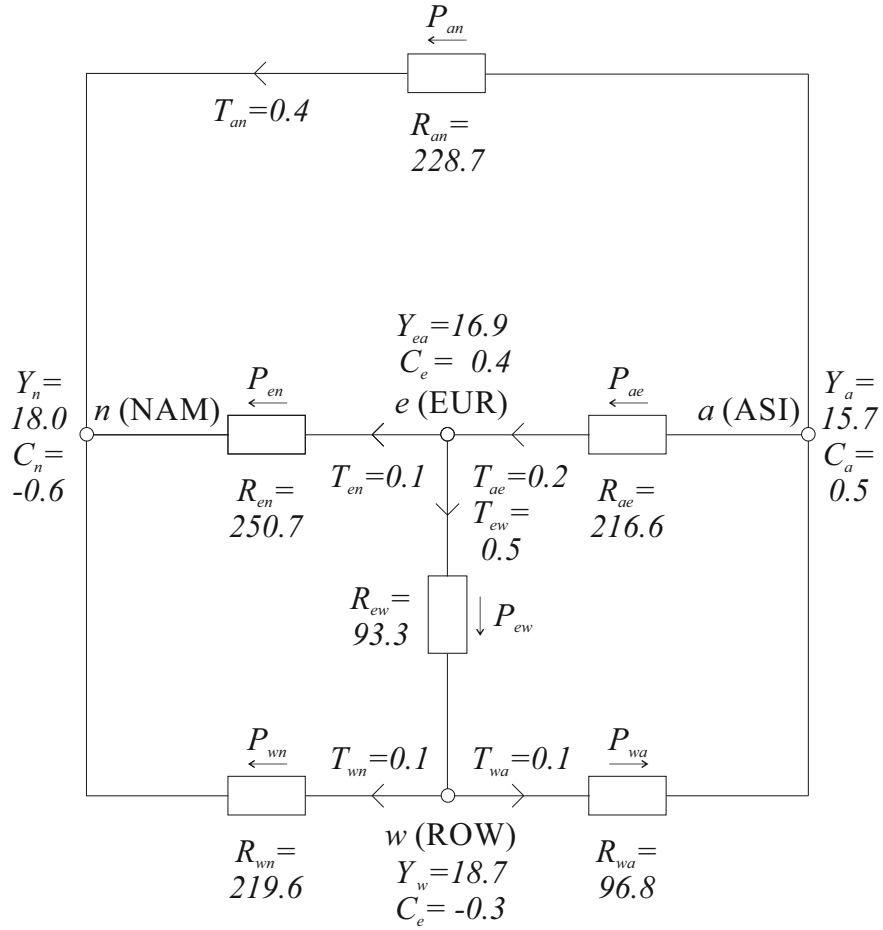 P_an
T_an=0.4
R_an=
228.7
Y_ea=16.9
C_e= 0.4
Y_n=
18.0
C_n=
-0.6
n (NAM)
P_en
e (EUR)
P_ae
a (ASI)
Y_a=
15.7
C_a=
0.5
T_en=0.1
R_en=
250.7
T_ae=0.2
T_ew=
0.5
R_ae=
216.6
R_ew=
93.3
P_ew
P_wn
T_wn=0.1
T_wa=0.1
P_wa
w (ROW)
R_wn=
219.6
Y_w=18.7
C_e= -0.3
R_wa=
96.8